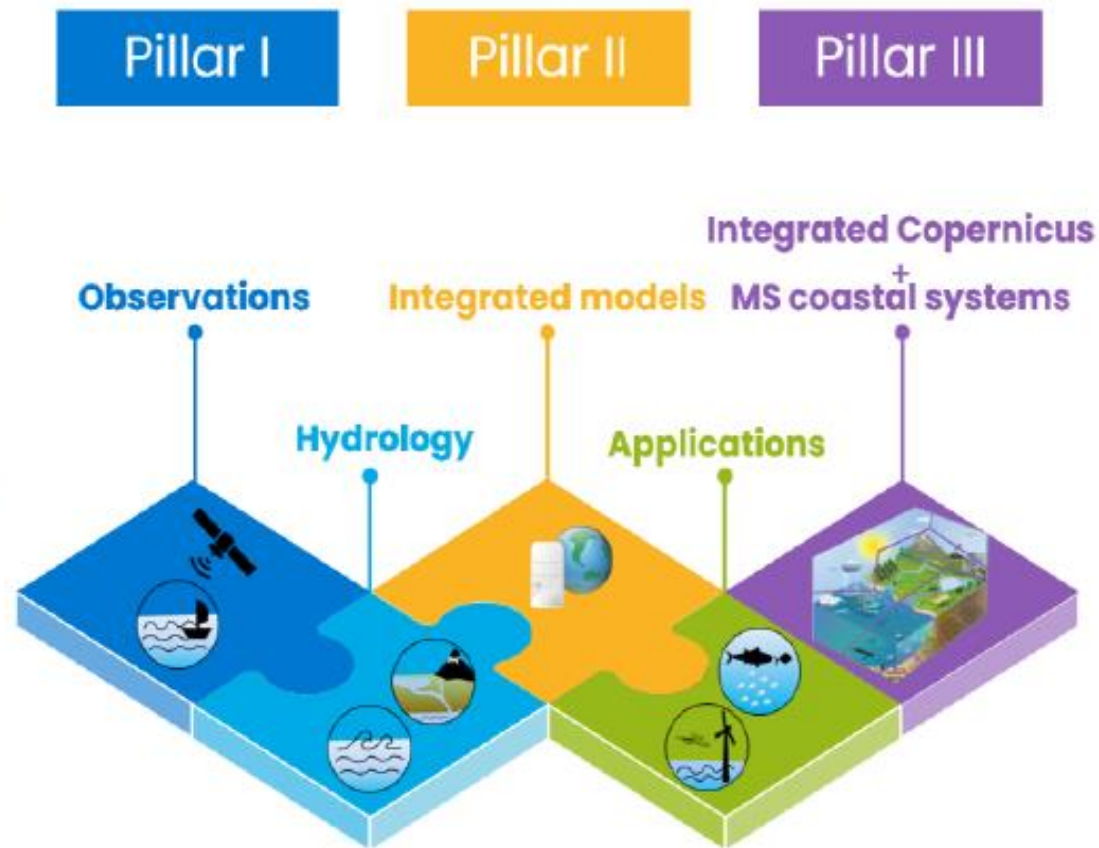 Pillar I
Pillar II
Pillar III
Integrated Copernicus
+
Observations
Integrated models
MS coastal systems
Hydrology
Applications